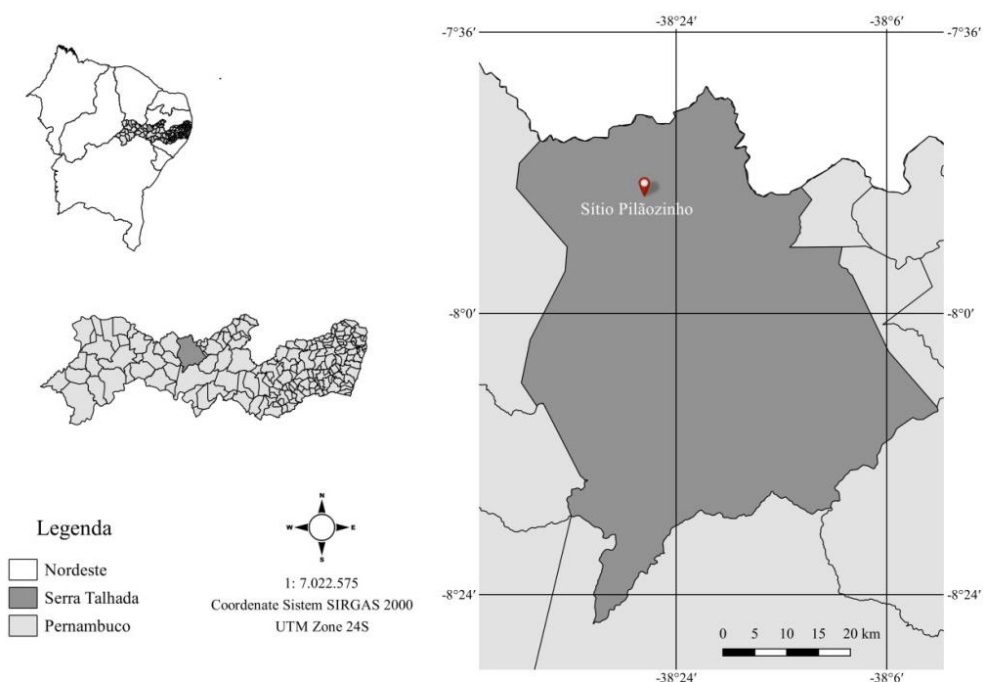 -38°24'
-38°6'
-7°36'
-7°36'
Sítio Pilãozinho
-8°0'
-8°0'
N
W
E
S
Legenda
Nordeste
Serra Talhada
Pernambuco
1: 7.022.575
Coordenate Sistem SIRGAS 2000
UTM Zone 24S
-8°24'
-8°24'
0 5 10 15 20 km
-38°24'
-38°6'